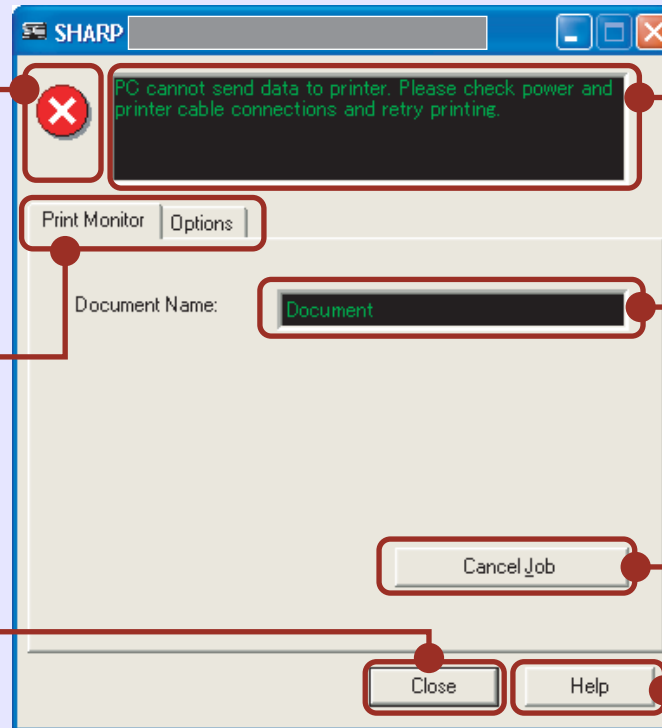 SHARP
PC cannot send data to printer. Please check power and
printer cable connections and retry printing.
Print Monitor
Options
Document Name:
Document
Cancel Job
Close
Help